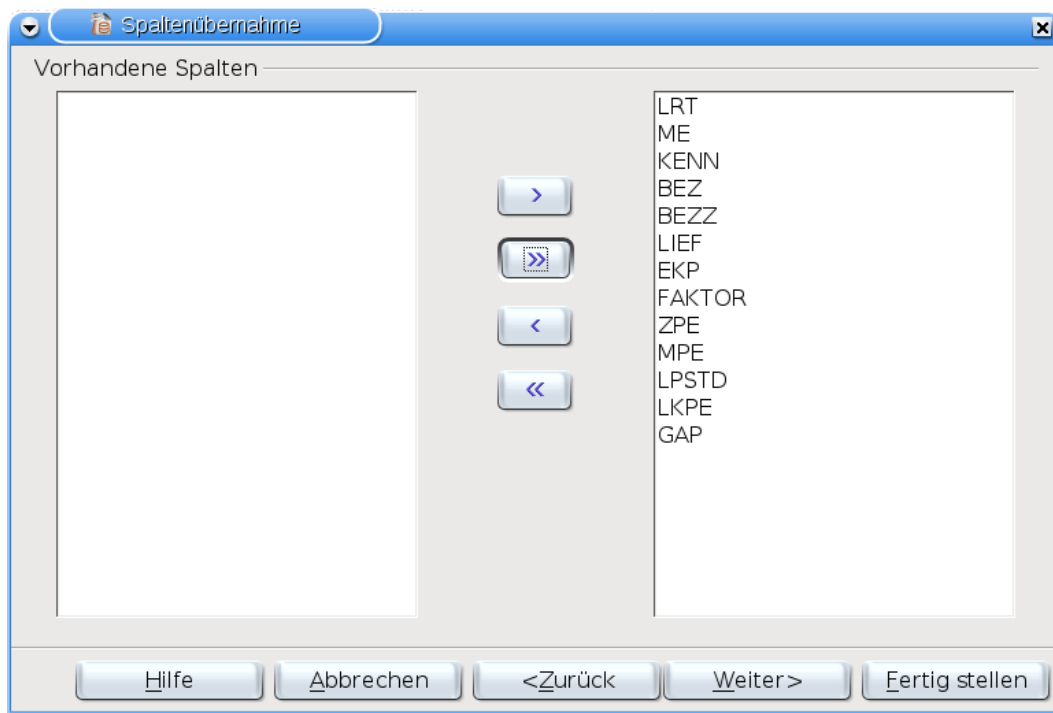 Spaltenübernahme
Vorhandene Spalten
LRT
ME
KENN
BEZ
BEZZ
LIEF
EKP
FAKTOR
ZPE
MPE
LPSTD
LKPE
GAP
>
>>
<
<<
Hilfe
Abbrechen
<Zurück
Weiter>
Fertig stellen